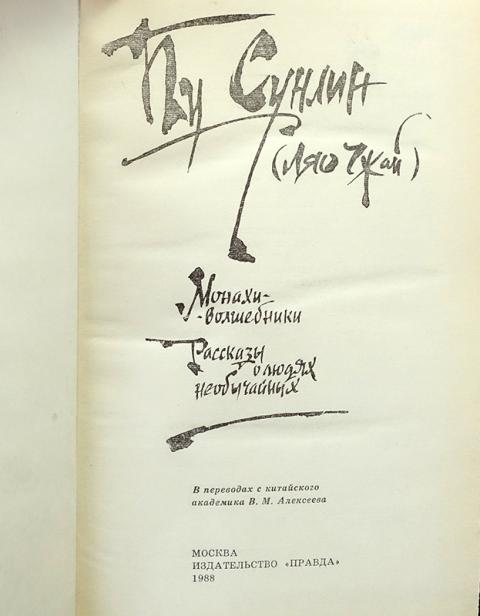 Пу Сунлин
(Ляо Чжай)
Монахи-
-волшебники
Рассказы
о людях
необычайных
В переводах с китайского
академика В. М. Алексеева
МОСКВА
ИЗДАТЕЛЬСТВО «ПРАВДА»
1988